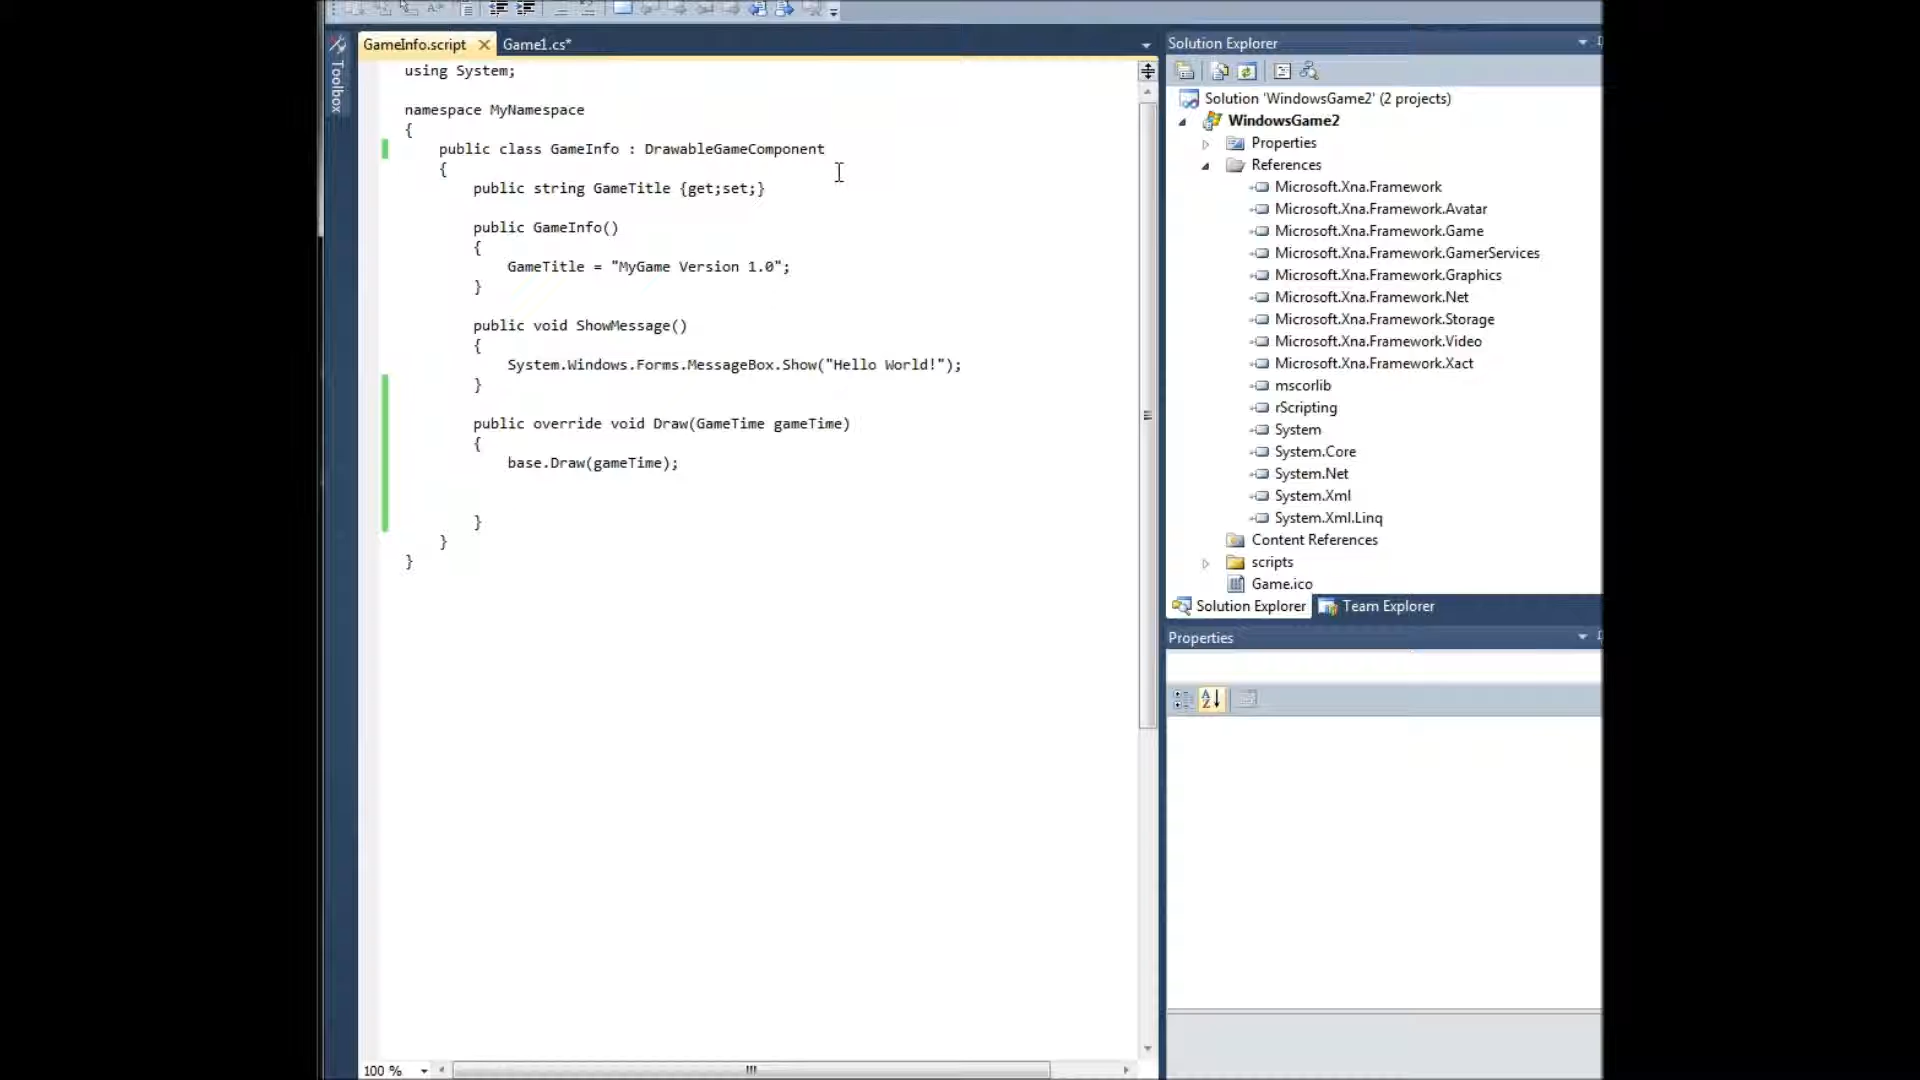 GameInfo.script
Game1.cs*
Toolbox
using System;
namespace MyNamespace
{
public class GameInfo : DrawableGameComponent
{
public string GameTitle {get;set;}
public GameInfo()
{
GameTitle = "MyGame Version 1.0";
}
public void ShowMessage()
{
System.Windows.Forms.MessageBox.Show("Hello World!");
}
public override void Draw(GameTime gameTime)
{
base.Draw(gameTime);
}
}
}
100 %
Solution Explorer
Solution 'WindowsGame2' (2 projects)
WindowsGame2
Properties
References
Microsoft.Xna.Framework
Microsoft.Xna.Framework.Avatar
Microsoft.Xna.Framework.Game
Microsoft.Xna.Framework.GamerServices
Microsoft.Xna.Framework.Graphics
Microsoft.Xna.Framework.Net
Microsoft.Xna.Framework.Storage
Microsoft.Xna.Framework.Video
Microsoft.Xna.Framework.Xact
mscorlib
rScripting
System
System.Core
System.Net
System.Xml
System.Xml.Linq
Content References
scripts
Game.ico
Solution Explorer
Team Explorer
Properties